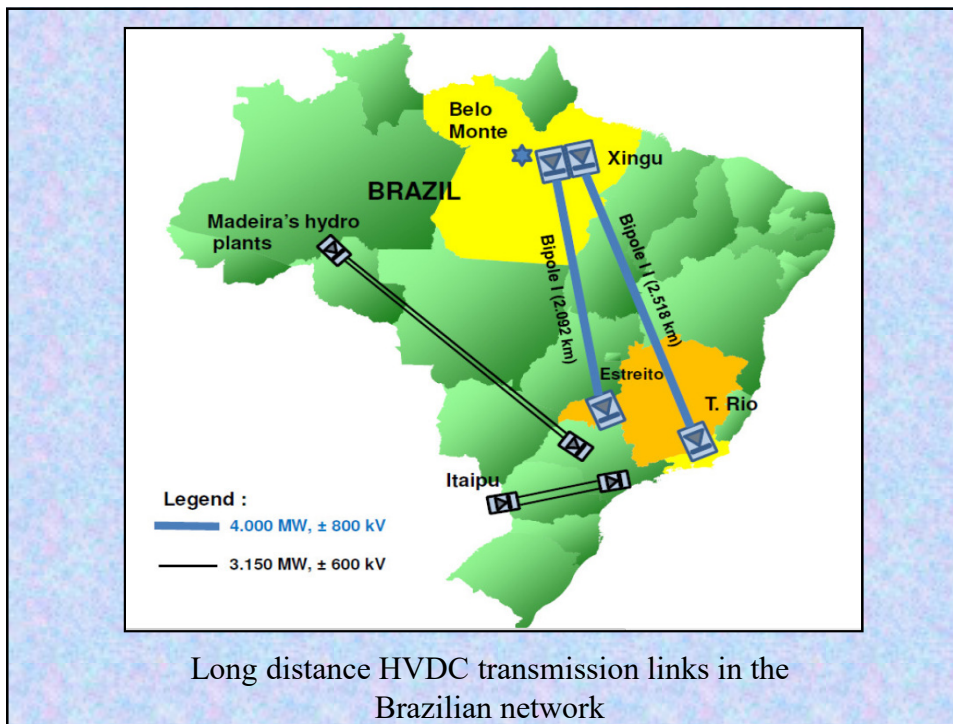 Belo
Monte
Xingu
BRAZIL
Madeira's hydro
plants
Bipole I (2.092 km)
Bipole I I (2.518 km)
Estreito
T. Rio
Itaipu
Legend :
4.000 MW, ± 800 kV
3.150 MW, ± 600 kV
Long distance HVDC transmission links in the
Brazilian network